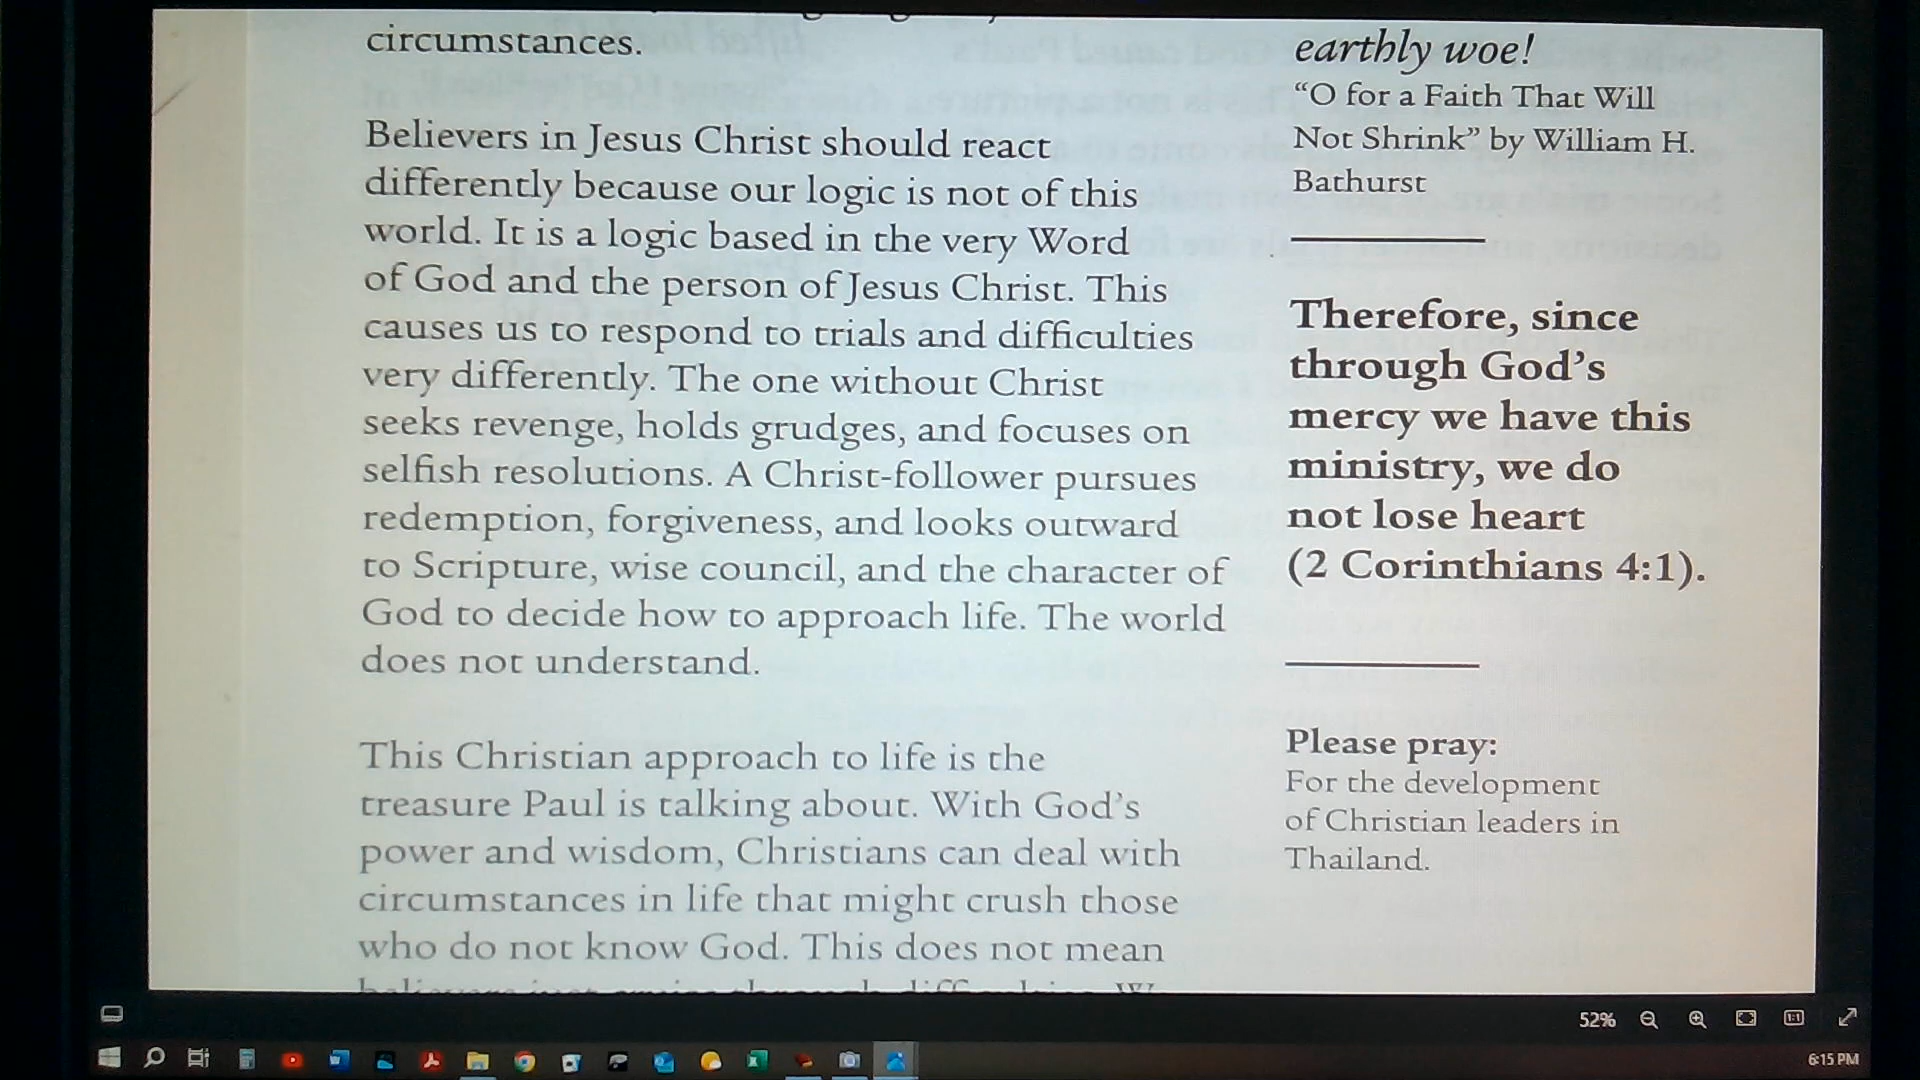 circumstances.
Believers in Jesus Christ should react
differently because our logic is not of this
world. It is a logic based in the very Word
of God and the person of Jesus Christ. This
causes us to respond to trials and difficulties
very differently. The one without Christ
seeks revenge, holds grudges, and focuses on
selfish resolutions. A Christ-follower pursues
redemption, forgiveness, and looks outward
to Scripture, wise council, and the character of
God to decide how to approach life. The world
does not understand.
This Christian approach to life is the
treasure Paul is talking about. With God's
power and wisdom, Christians can deal with
circumstances in life that might crush those
who do not know God. This does not mean
earthly woe!
“O for a Faith That Will
Not Shrink” by William H.
Bathurst
Therefore, since
through God’s
mercy we have this
ministry, we do
not lose heart
(2 Corinthians 4:1).
Please pray:
For the development
of Christian leaders in
Thailand.
52%
6:15 PM